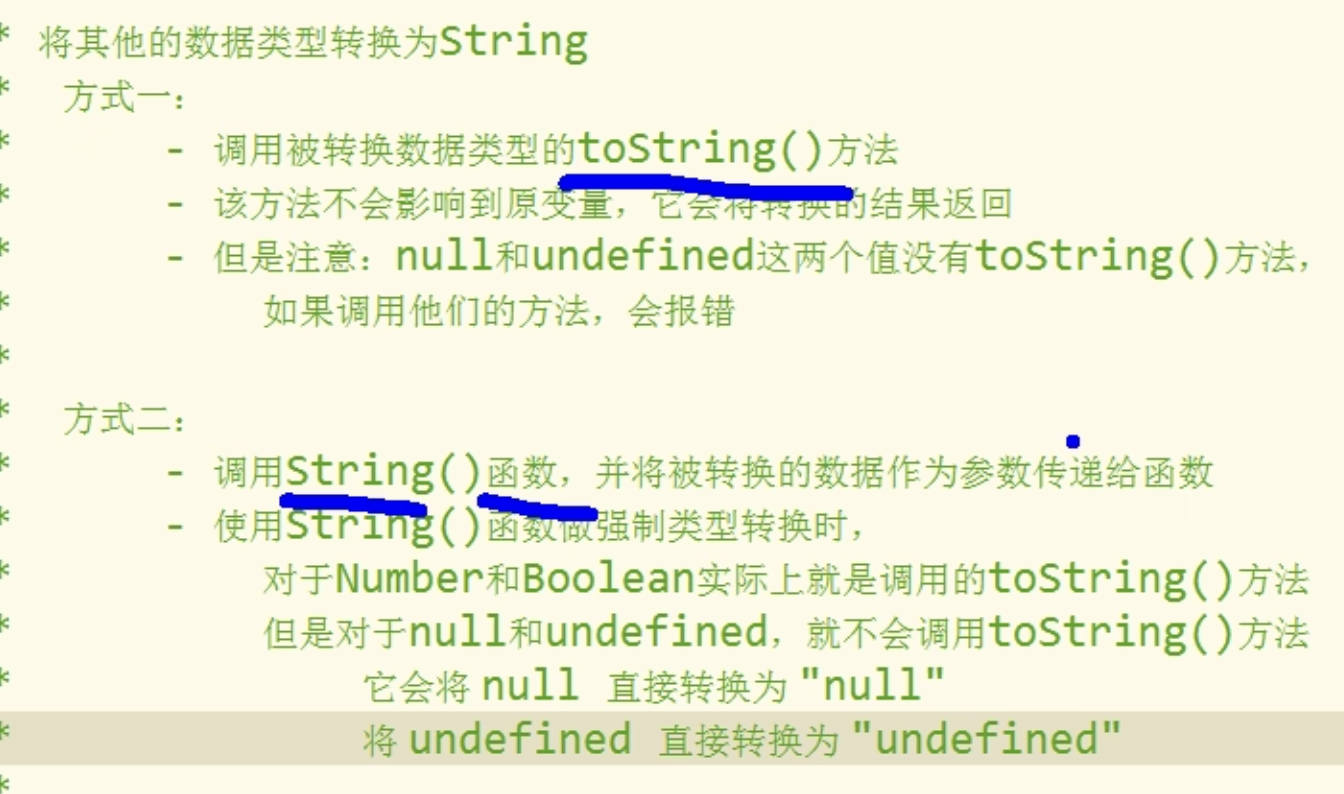 * 将其他的数据类型转换为String
* 方式一：
* - 调用被转换数据类型的toString()方法
* - 该方法不会影响到原变量，它会将转换的结果返回
* - 但是注意：null和undefined这两个值没有toString()方法，
* 如果调用他们的方法，会报错
*
* 方式二：
* - 调用String()函数，并将被转换的数据作为参数传递给函数
* - 使用String()函数做强制类型转换时，
* 对于Number和Boolean实际上就是调用的toString()方法
* 但是对于null和undefined，就不会调用toString()方法
* 它会将 null 直接转换为 "null"
* 将 undefined 直接转换为 "undefined"
*